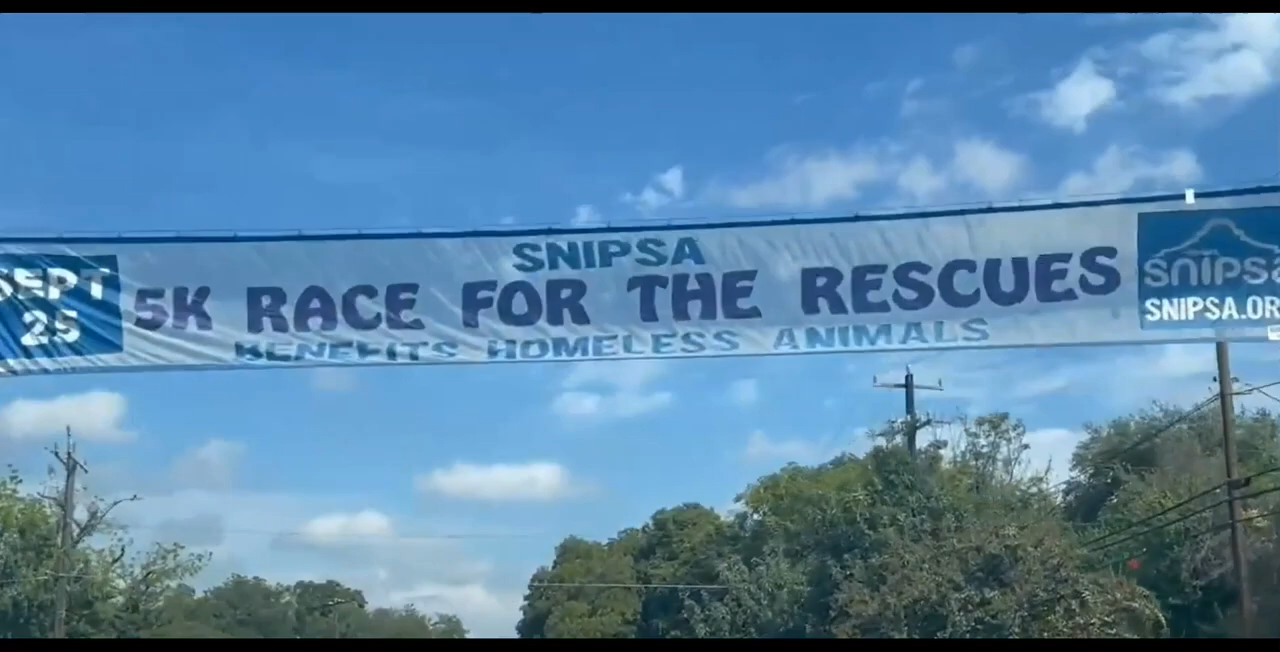 SEPT
25
SNIPSA
5K RACE FOR THE RESCUES
BENEFITS HOMELESS ANIMALS
snipsa
SNIPSA.OR